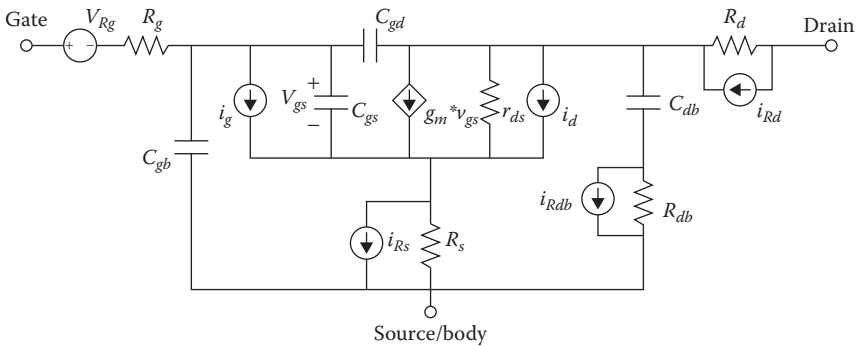 Gate
V_Rg
R_g
C_gd
R_d
Drain
+ −
i_g
V_gs
+
−
C_gs
g_m*v_gs
r_ds
i_d
C_db
i_Rd
C_gb
i_Rdb
R_db
i_Rs
R_s
Source/body